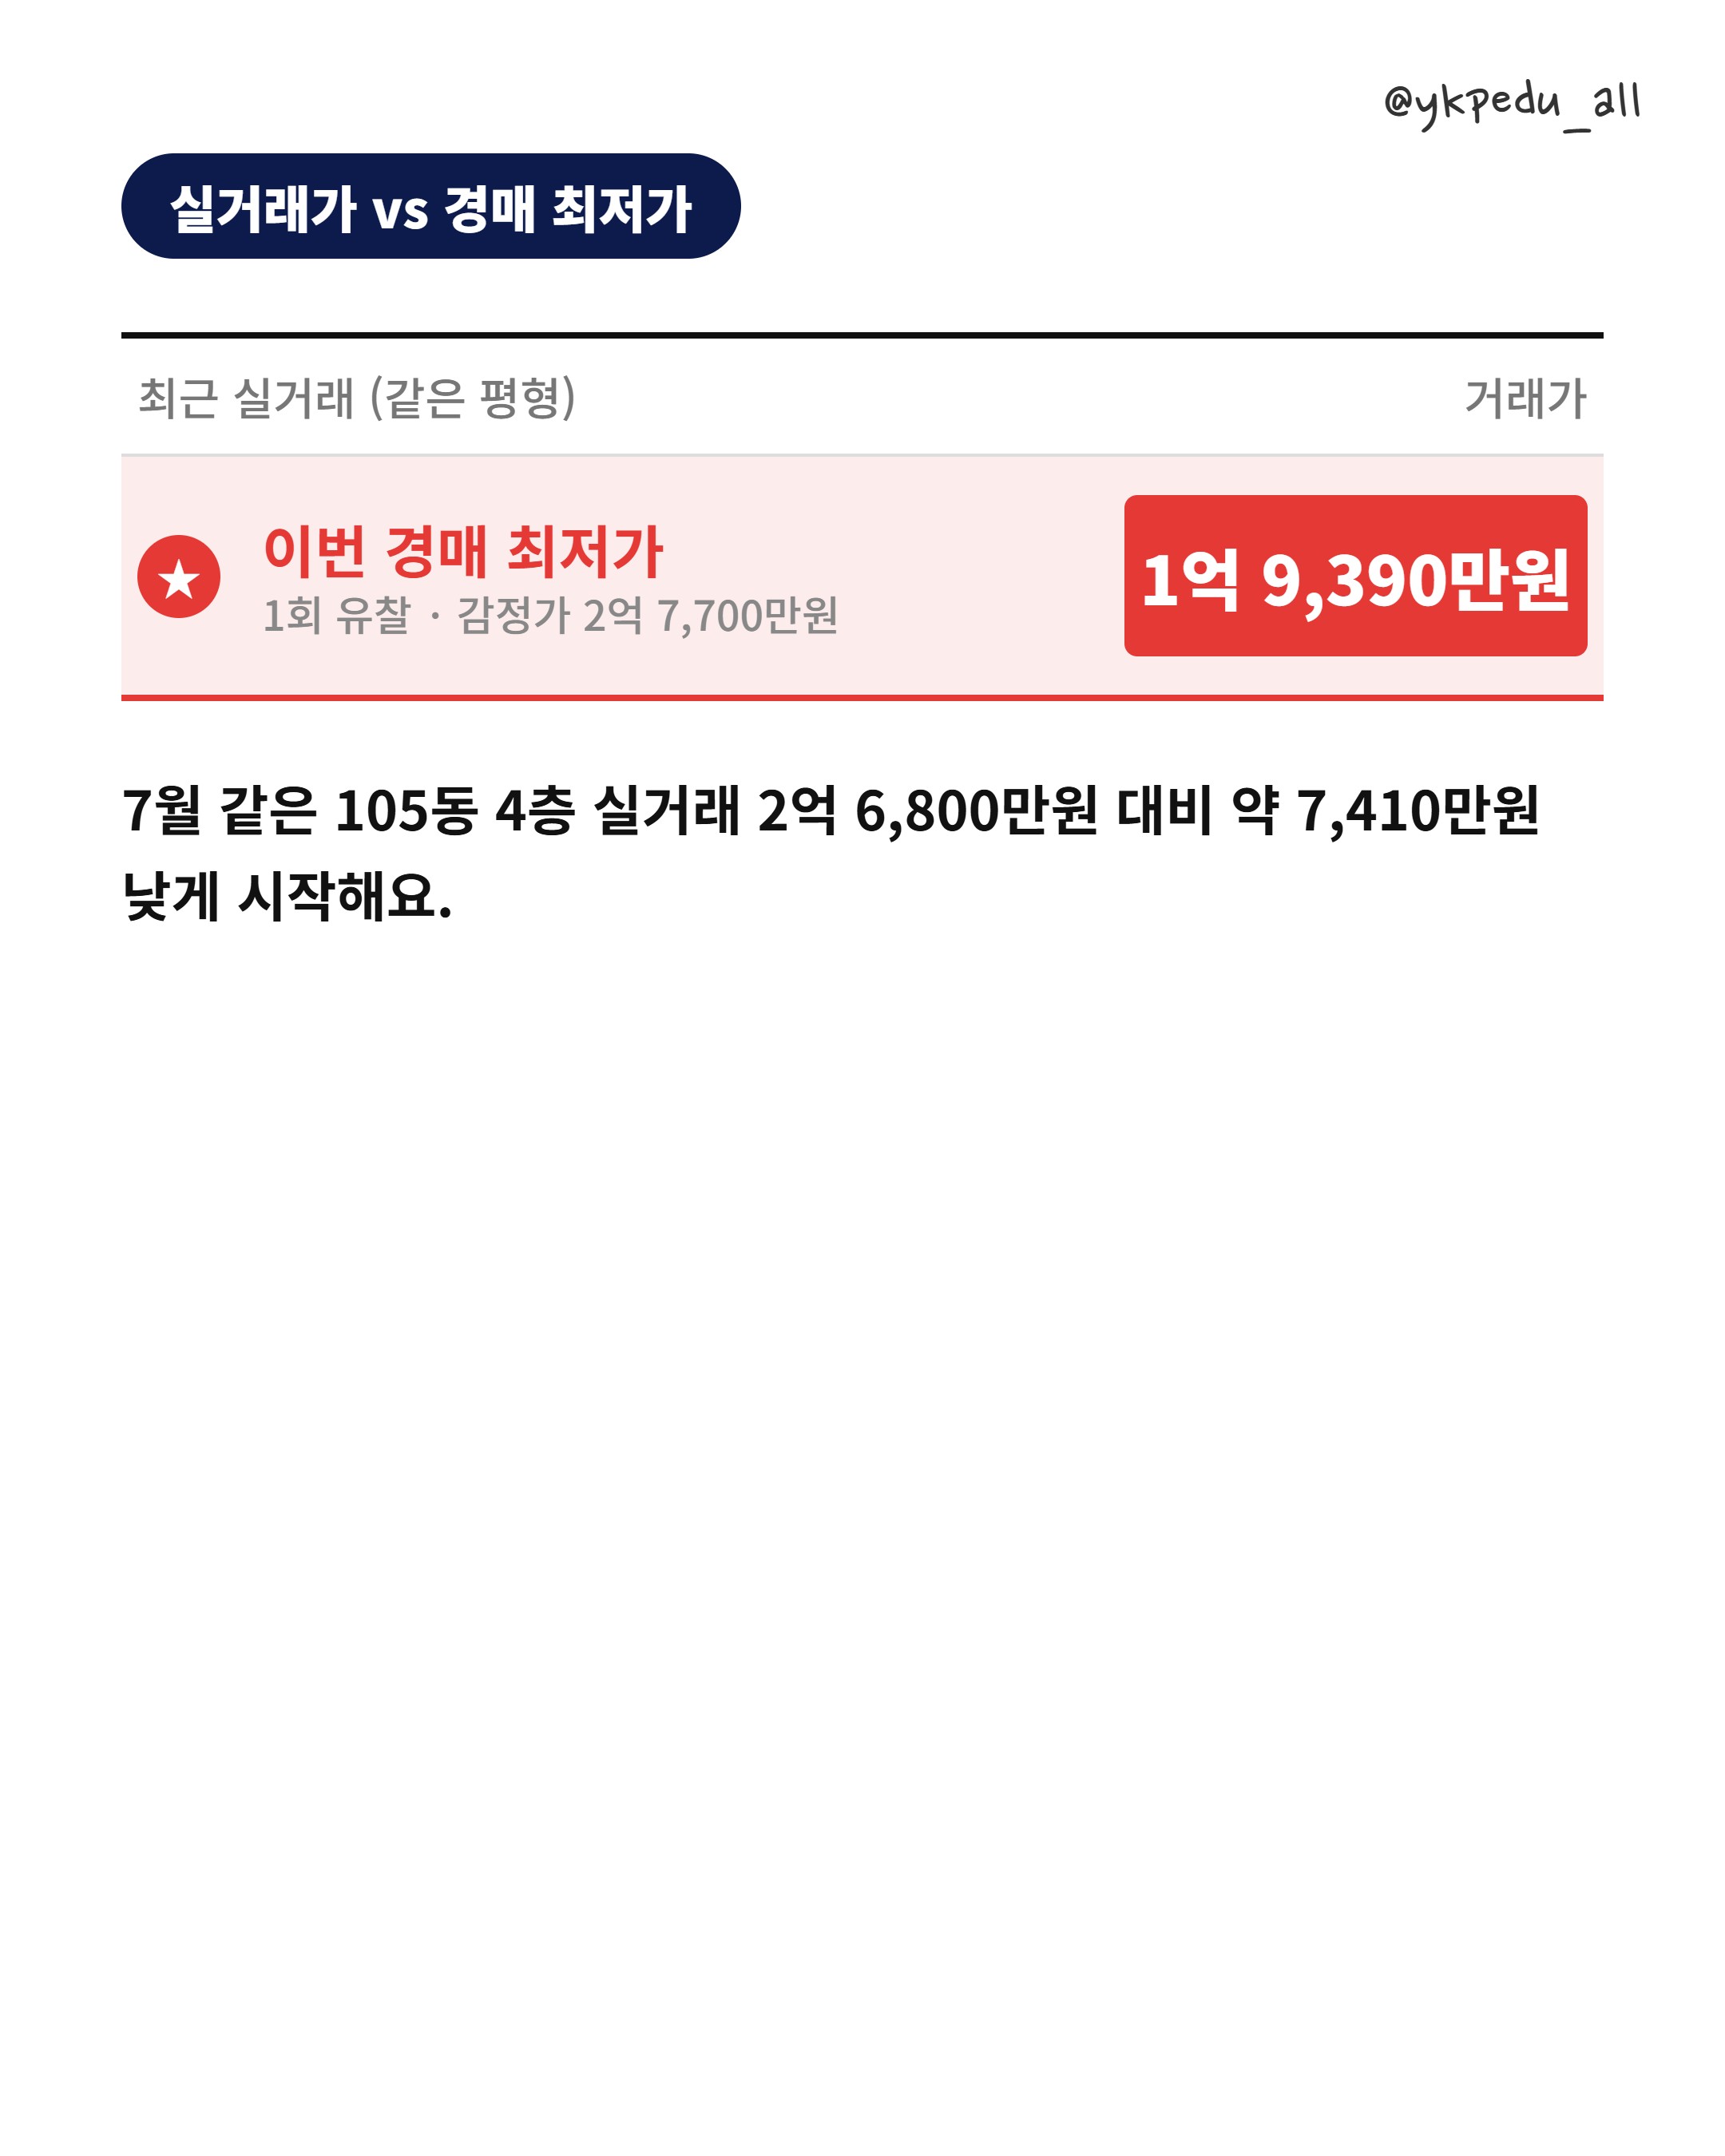 @ykpedu_all
실거래가 vs 경매 최저가
최근 실거래 (같은 평형) 거래가
이번 경매 최저가
1회 유찰 · 감정가 2억 7,700만원
1억 9,390만원
7월 같은 105동 4층 실거래 2억 6,800만원 대비 약 7,410만원
낮게 시작해요.